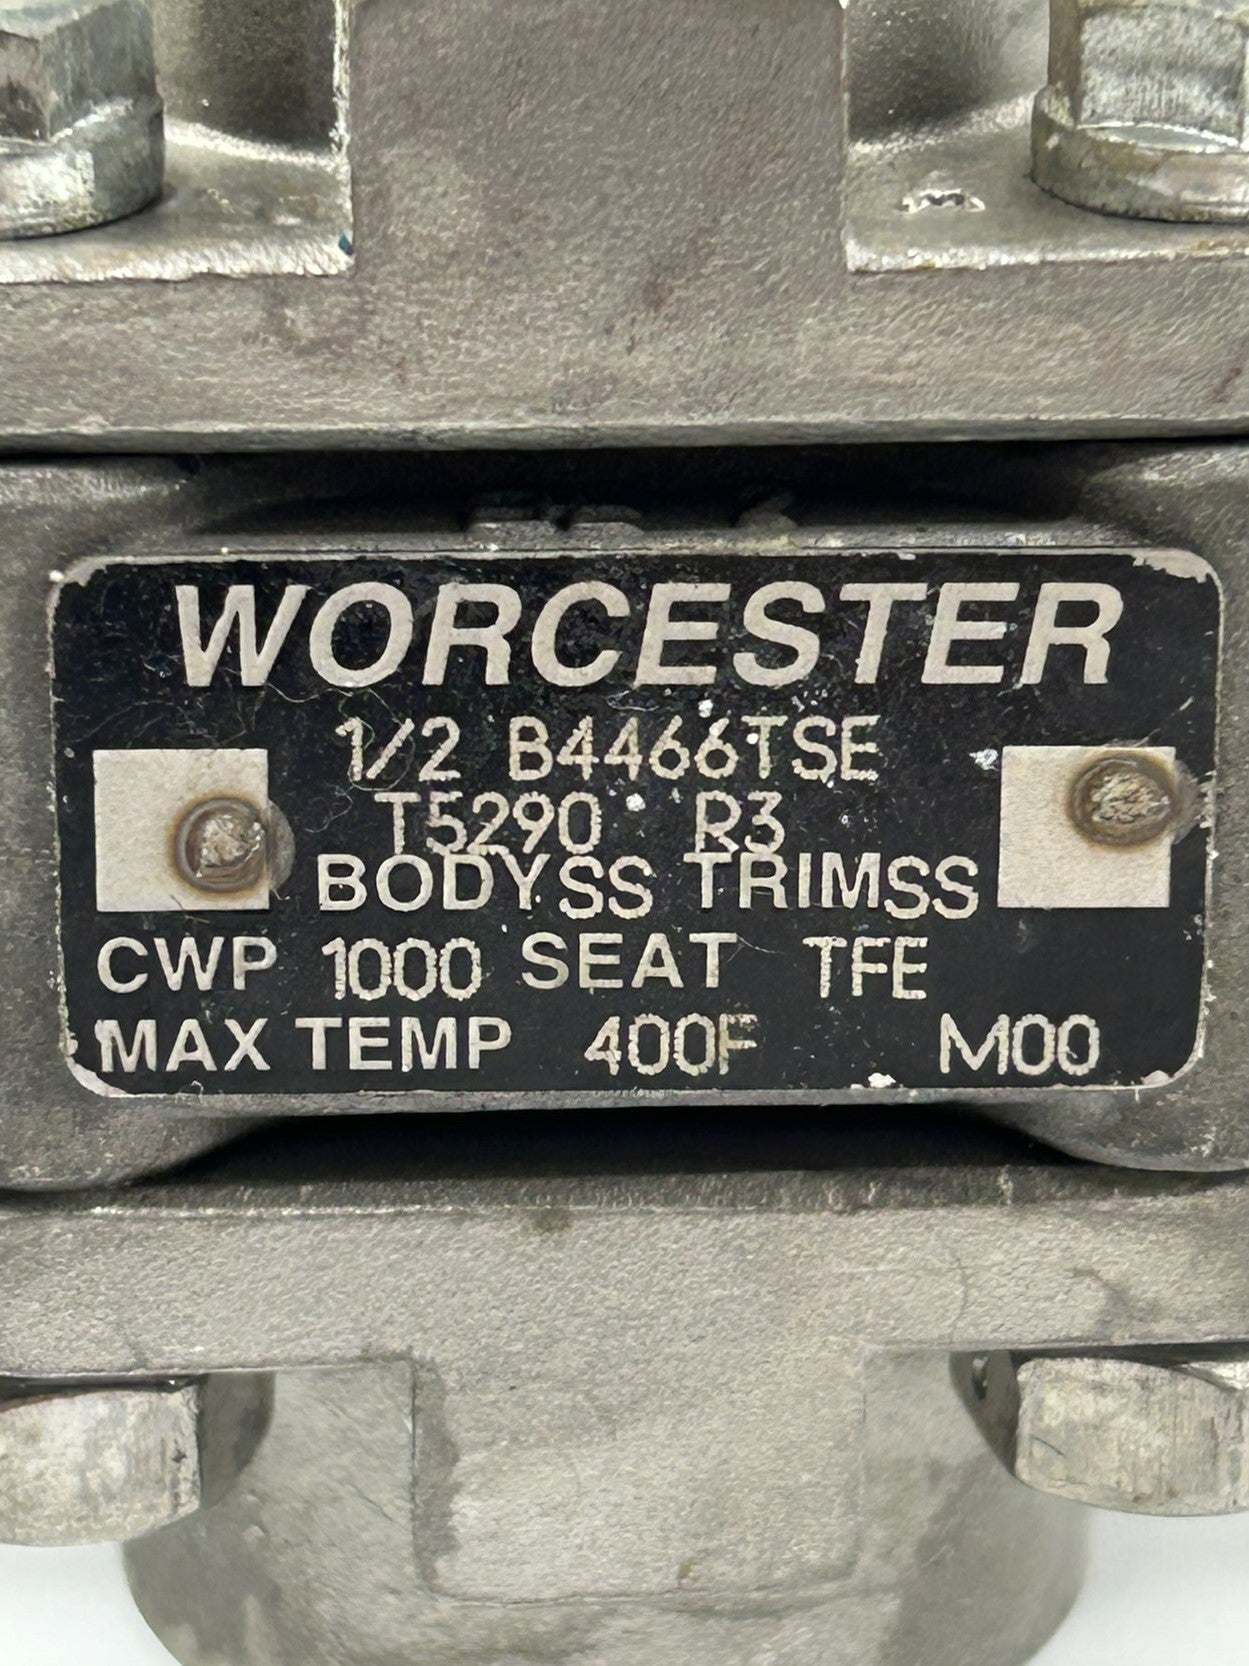 WORCESTER
1/2 B4466TSE
T5290 R3
BODYSS TRIMSS
CWP 1000 SEAT TFE
MAX TEMP 400F M00